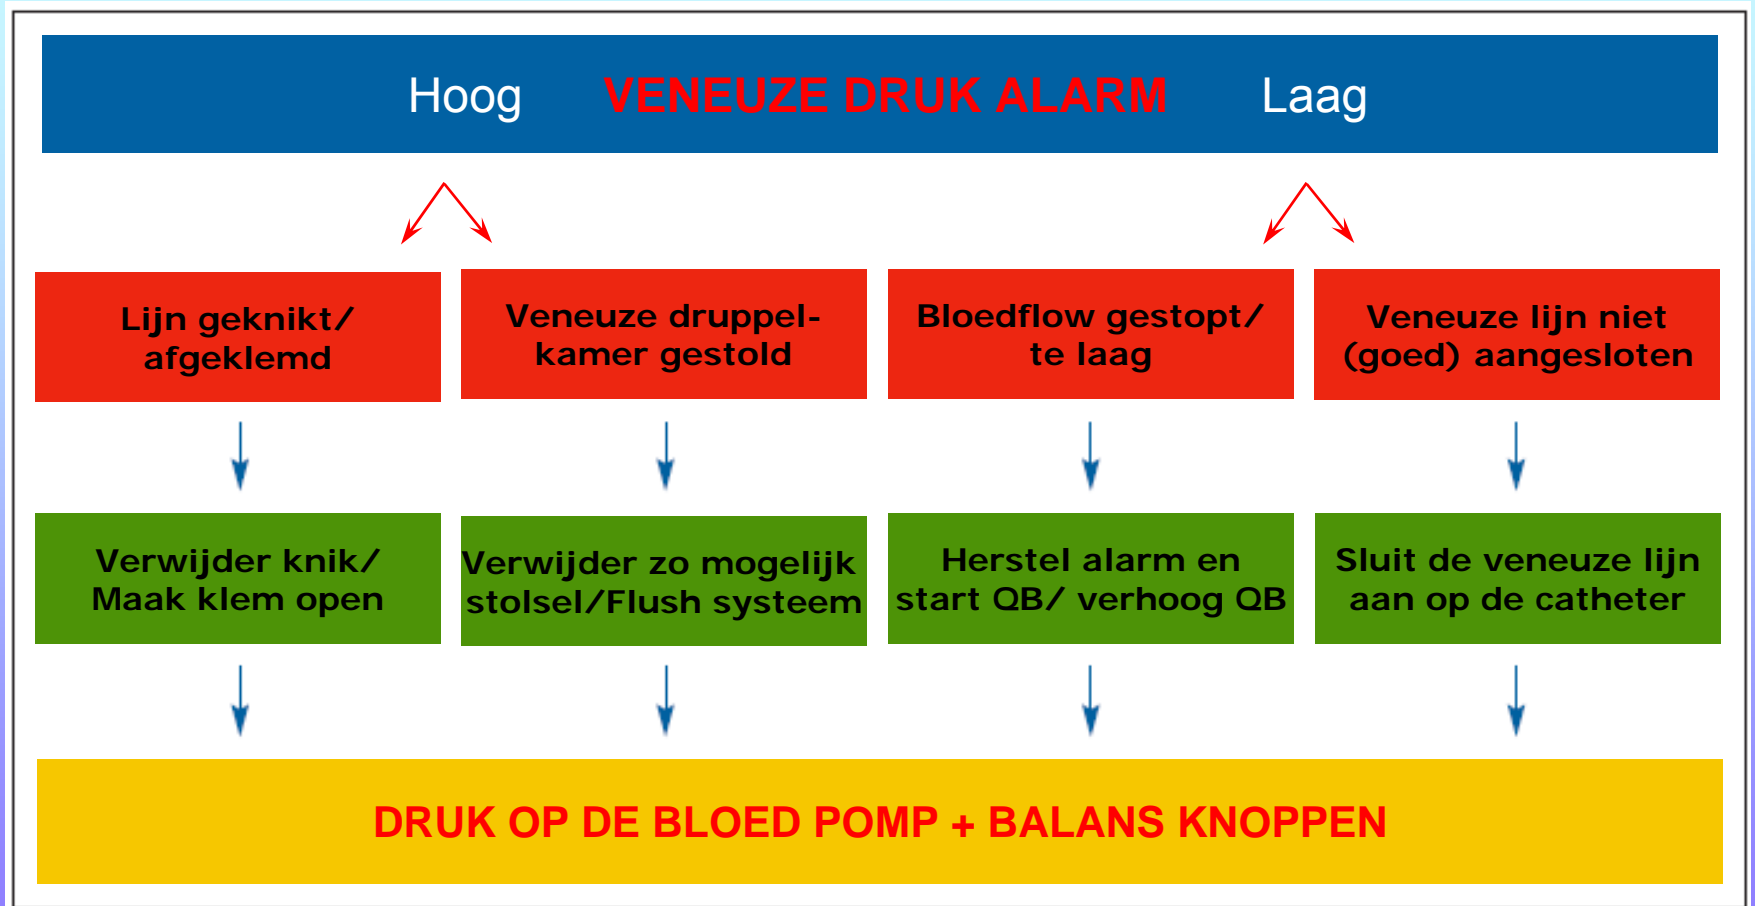 Hoog VENEUZE DRUK ALARM Laag
Lijn geknikt/
afgeklemd
Veneuze druppel-
kamer gestold
Bloedflow gestopt/
te laag
Veneuze lijn niet
(goed) aangesloten
Verwijder knik/
Maak klem open
Verwijder zo mogelijk
stolsel/Flush systeem
Herstel alarm en
start QB/ verhoog QB
Sluit de veneuze lijn
aan op de catheter
DRUK OP DE BLOED POMP + BALANS KNOPPEN